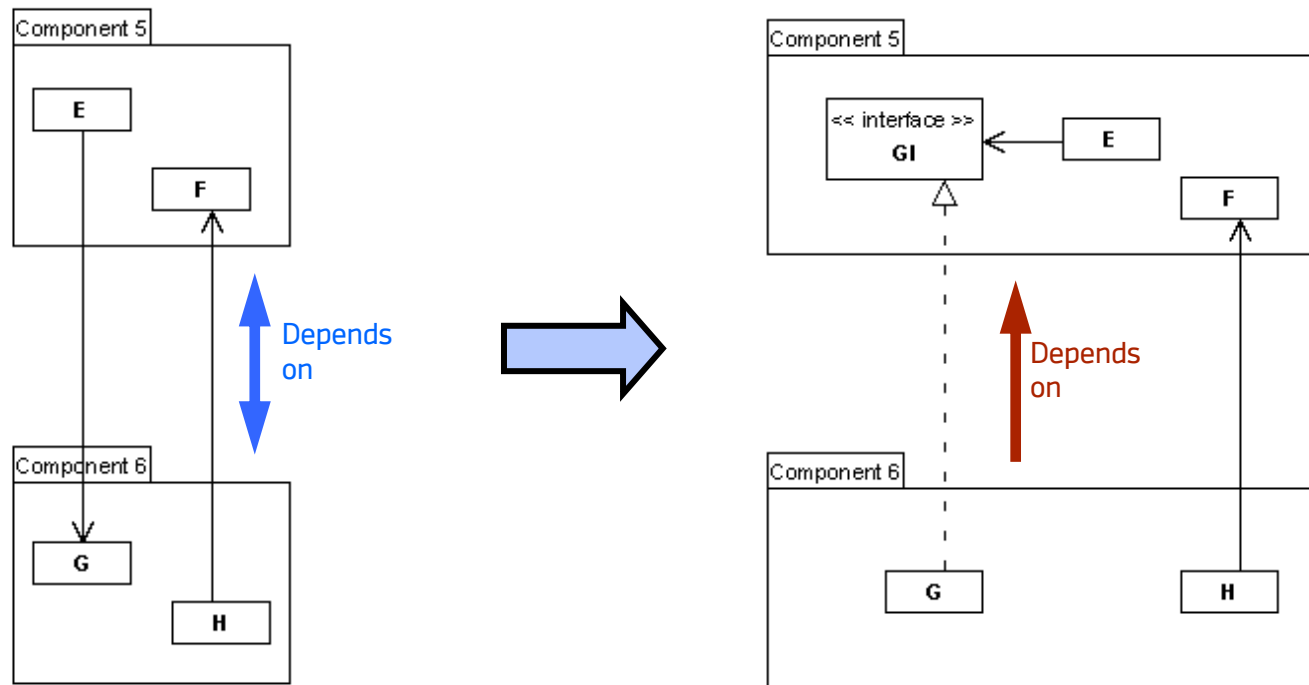 Component 5
E
F
Depends
on
Component 6
G
H
Component 5
<< interface >>
GI
E
F
Depends
on
Component 6
G
H